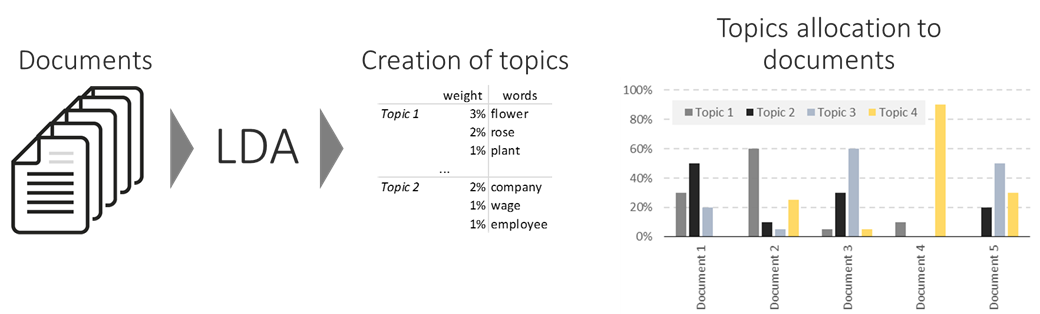 Documents
LDA
Creation of topics
weight words
Topic 1 3% flower
2% rose
1% plant
...
Topic 2 2% company
1% wage
1% employee
Topics allocation to
documents
100%
80%
60%
40%
20%
0%
Topic 1 Topic 2 Topic 3 Topic 4
Document 1
Document 2
Document 3
Document 4
Document 5